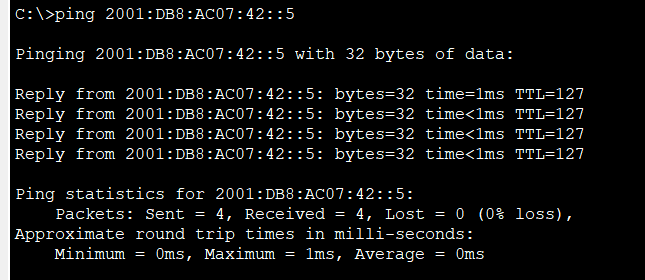 C:\>ping 2001:DB8:AC07:42::5
Pinging 2001:DB8:AC07:42::5 with 32 bytes of data:
Reply from 2001:DB8:AC07:42::5: bytes=32 time=1ms TTL=127
Reply from 2001:DB8:AC07:42::5: bytes=32 time<1ms TTL=127
Reply from 2001:DB8:AC07:42::5: bytes=32 time<1ms TTL=127
Reply from 2001:DB8:AC07:42::5: bytes=32 time<1ms TTL=127
Ping statistics for 2001:DB8:AC07:42::5:
    Packets: Sent = 4, Received = 4, Lost = 0 (0% loss),
Approximate round trip times in milli-seconds:
    Minimum = 0ms, Maximum = 1ms, Average = 0ms